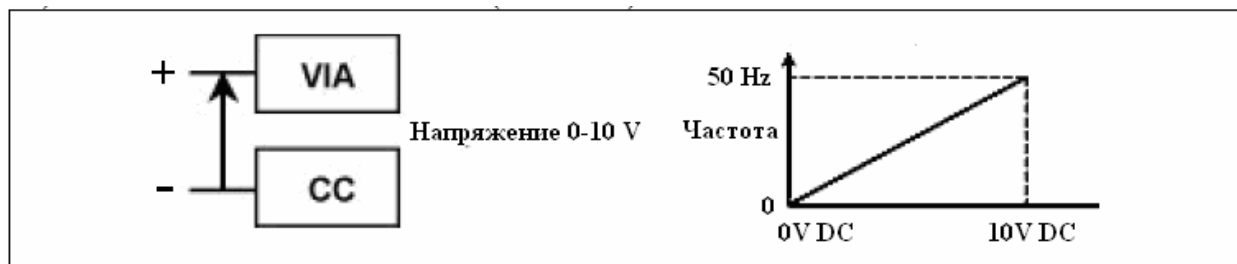 + VIA
Напряжение 0-10 V
- CC
50 Hz
Частота
0
0V DC 10V DC